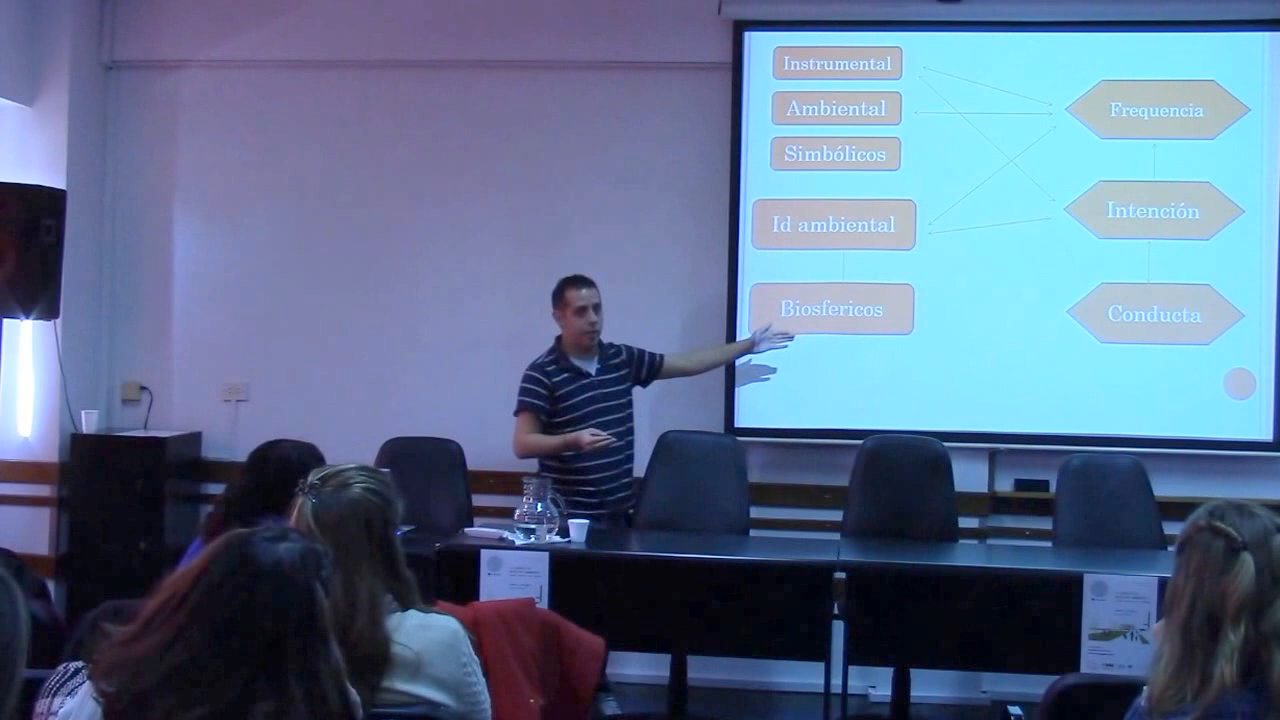 Instrumental
Ambiental
Simbólicos
Id ambiental
Biosfericos
Frequencia
Intención
Conducta